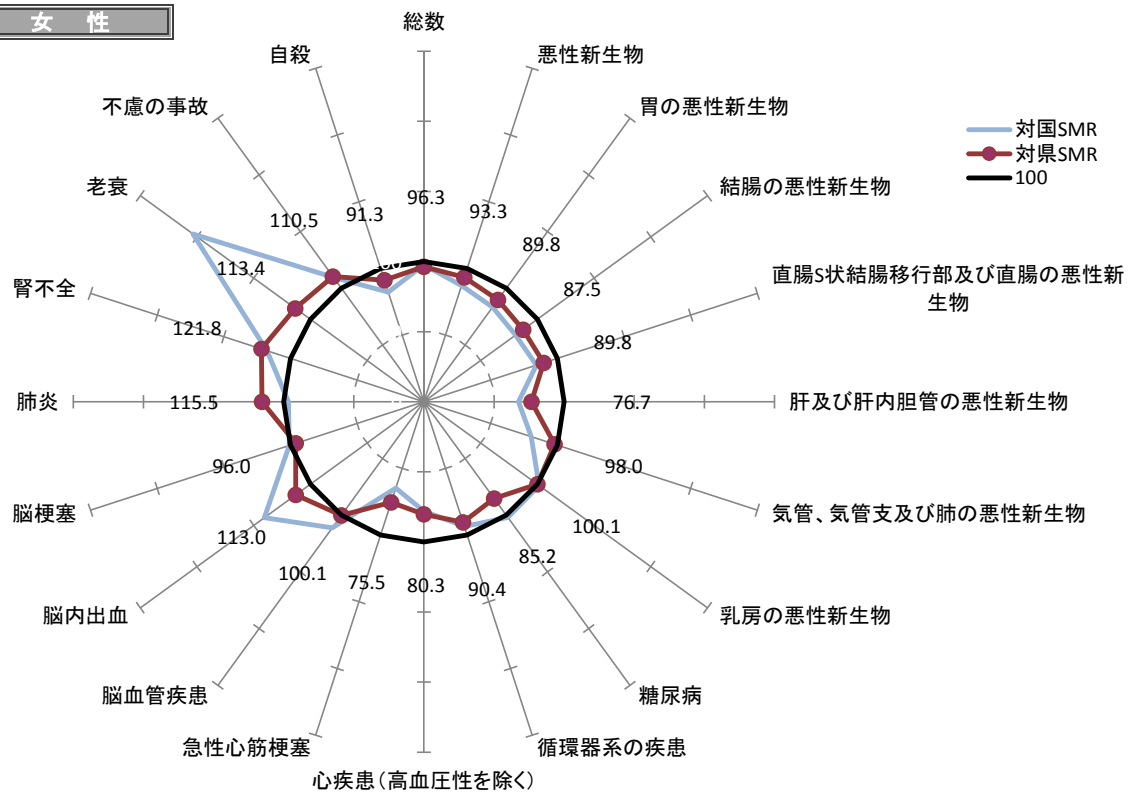 女 性
総数
悪性新生物
胃の悪性新生物
結腸の悪性新生物
直腸S状結腸移行部及び直腸の悪性新
生物
肝及び肝内胆管の悪性新生物
気管、気管支及び肺の悪性新生物
乳房の悪性新生物
糖尿病
循環器系の疾患
心疾患（高血圧性を除く）
急性心筋梗塞
脳血管疾患
脳内出血
脳梗塞
肺炎
腎不全
老衰
不慮の事故
自殺
96.3
93.3
89.8
87.5
89.8
76.7
98.0
100.1
85.2
90.4
80.3
75.5
100.1
113.0
96.0
115.5
121.8
113.4
110.5
91.3
対国SMR
対県SMR
100